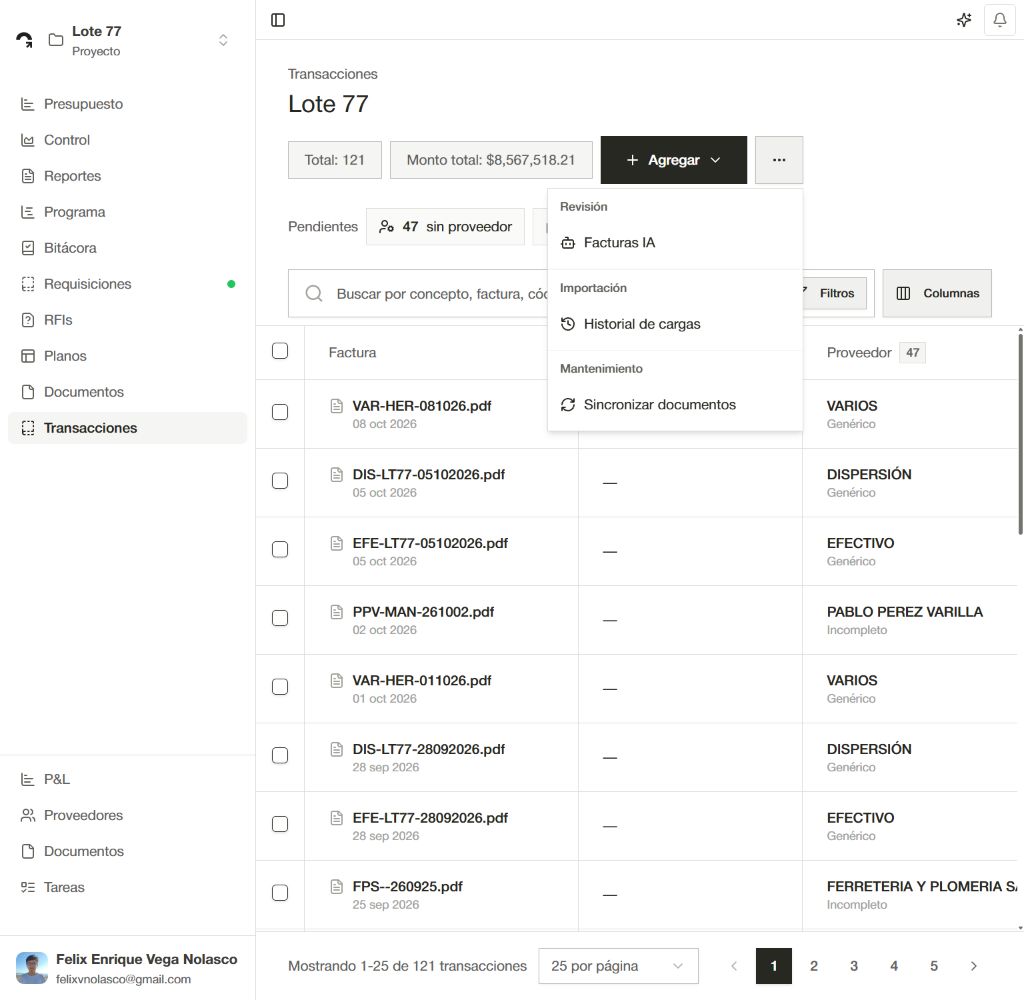 Lote 77
Proyecto
Presupuesto
Control
Reportes
Programa
Bitácora
Requisiciones
RFIs
Planos
Documentos
Transacciones
P&L
Proveedores
Documentos
Tareas
Felix Enrique Vega Nolasco
felixvnolasco@gmail.com
Transacciones
Lote 77
Total: 121
Monto total: $8,567,518.21
+ Agregar
...
Pendientes
47 sin proveedor
Revisión
Facturas IA
Importación
Historial de cargas
Mantenimiento
Sincronizar documentos
Buscar por concepto, factura, cód
Filtros
Columnas
Factura
Proveedor 47
VAR-HER-081026.pdf
08 oct 2026
VARIOS
Genérico
DIS-LT77-05102026.pdf
05 oct 2026
—
DISPERSIÓN
Genérico
EFE-LT77-05102026.pdf
05 oct 2026
—
EFECTIVO
Genérico
PPV-MAN-261002.pdf
02 oct 2026
—
PABLO PEREZ VARILLA
Incompleto
VAR-HER-011026.pdf
01 oct 2026
—
VARIOS
Genérico
DIS-LT77-28092026.pdf
28 sep 2026
—
DISPERSIÓN
Genérico
EFE-LT77-28092026.pdf
28 sep 2026
—
EFECTIVO
Genérico
FPS--260925.pdf
25 sep 2026
—
FERRETERIA Y PLOMERIA SA
Incompleto
Mostrando 1-25 de 121 transacciones
25 por página
1 2 3 4 5